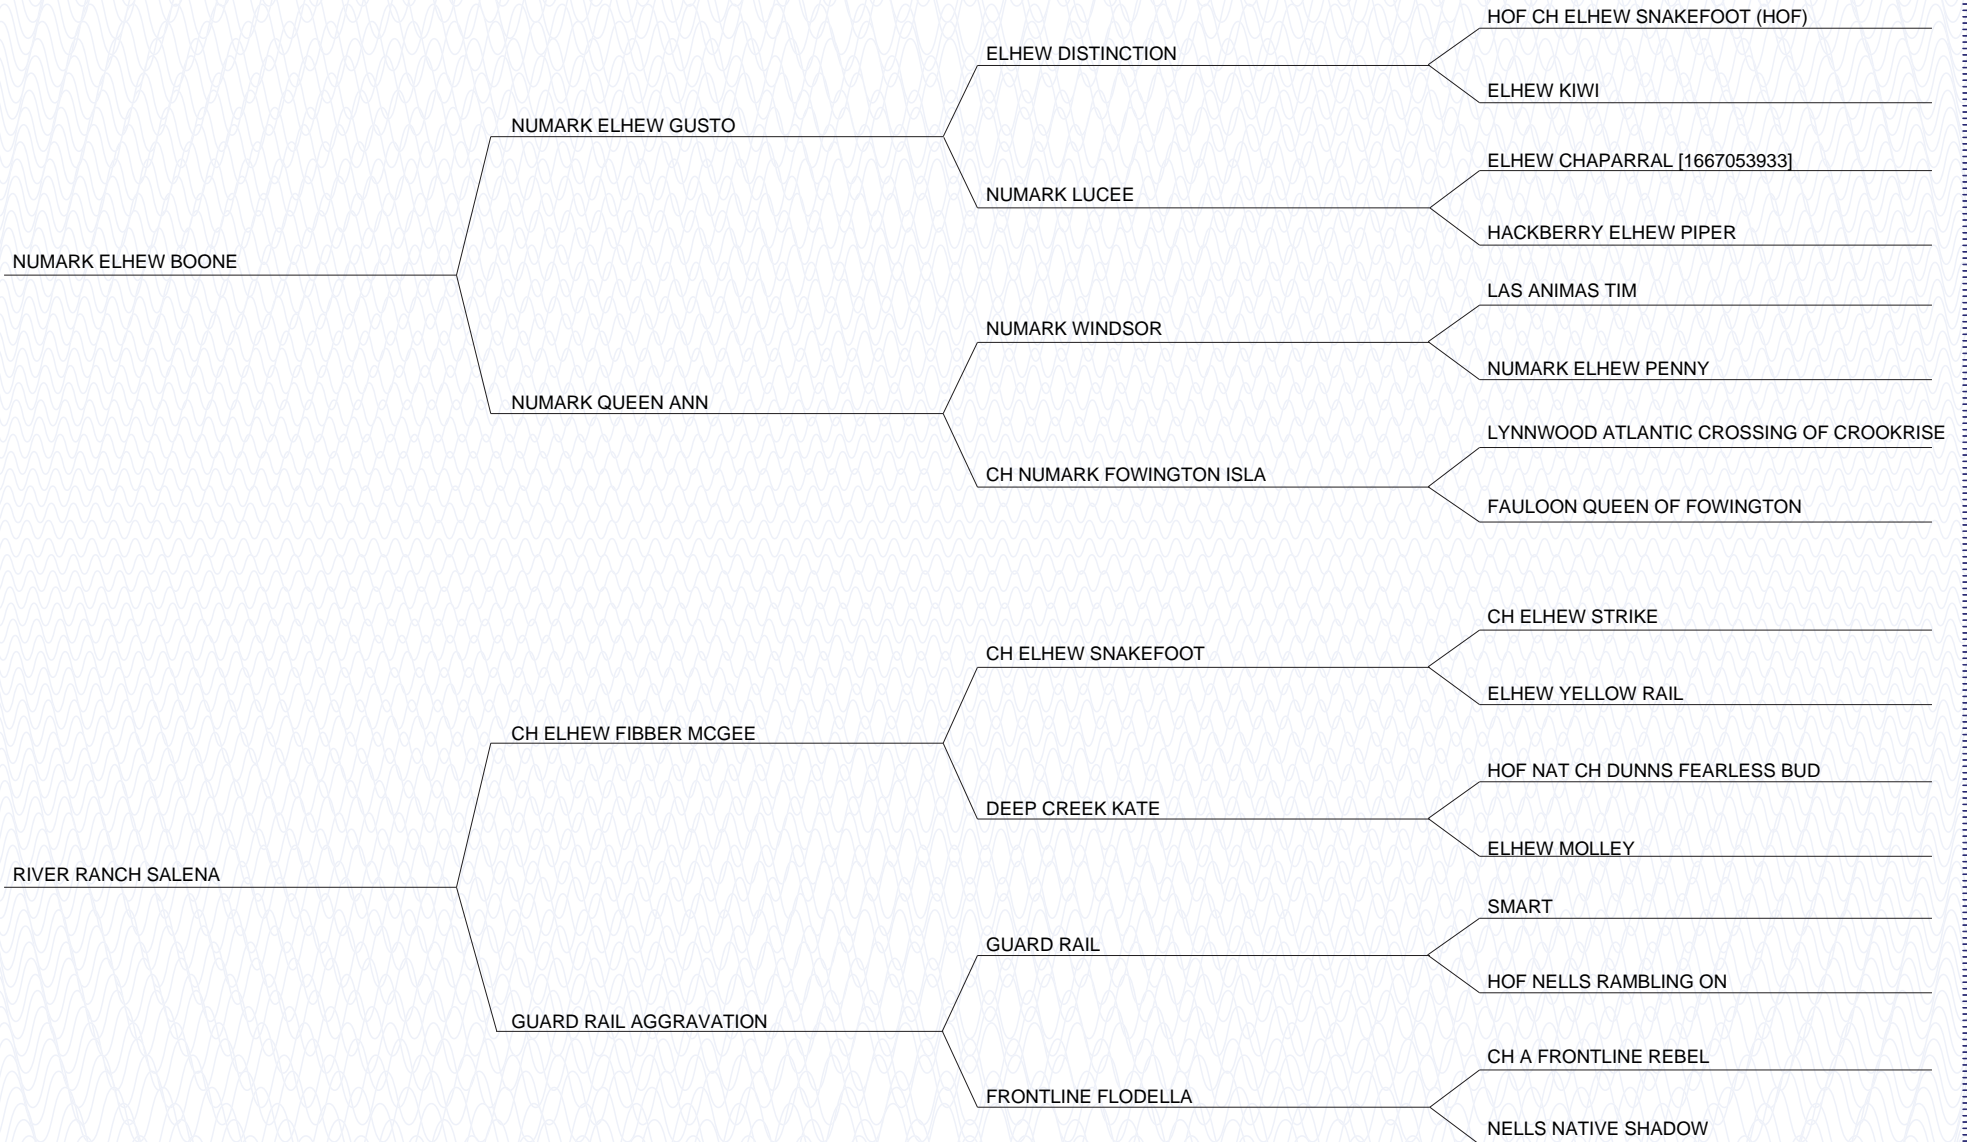 HOF CH ELHEW SNAKEFOOT (HOF)
ELHEW DISTINCTION
ELHEW KIWI
NUMARK ELHEW GUSTO
ELHEW CHAPARRAL [1667053933]
NUMARK LUCEE
HACKBERRY ELHEW PIPER
NUMARK ELHEW BOONE
LAS ANIMAS TIM
NUMARK WINDSOR
NUMARK ELHEW PENNY
NUMARK QUEEN ANN
LYNNWOOD ATLANTIC CROSSING OF CROOKRISE
CH NUMARK FOWINGTON ISLA
FAULOON QUEEN OF FOWINGTON
CH ELHEW STRIKE
CH ELHEW SNAKEFOOT
ELHEW YELLOW RAIL
CH ELHEW FIBBER MCGEE
HOF NAT CH DUNNS FEARLESS BUD
DEEP CREEK KATE
ELHEW MOLLEY
RIVER RANCH SALENA
SMART
GUARD RAIL
HOF NELLS RAMBLING ON
GUARD RAIL AGGRAVATION
CH A FRONTLINE REBEL
FRONTLINE FLODELLA
NELLS NATIVE SHADOW